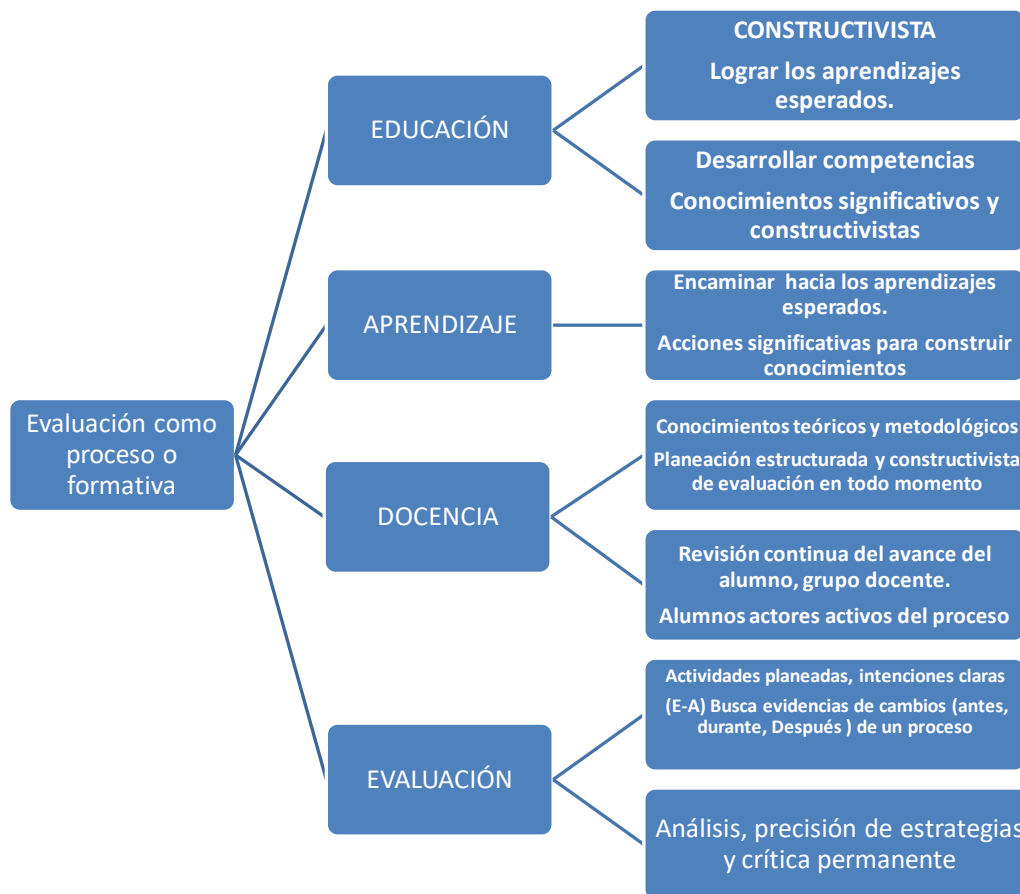 Evaluación como
proceso o
formativa
EDUCACIÓN
CONSTRUCTIVISTA
Lograr los aprendizajes
esperados.
Desarrollar competencias
Conocimientos significativos y
constructivistas
APRENDIZAJE
Encaminar hacia los aprendizajes
esperados.
Acciones significativas para construir
conocimientos
DOCENCIA
Conocimientos teóricos y metodológicos
Planeación estructurada y constructivista
de evaluación en todo momento
Revisión continua del avance del
alumno, grupo docente.
Alumnos actores activos del proceso
EVALUACIÓN
Actividades planeadas, intenciones claras
(E-A) Busca evidencias de cambios (antes,
durante, Después ) de un proceso
Análisis, precisión de estrategias
y crítica permanente